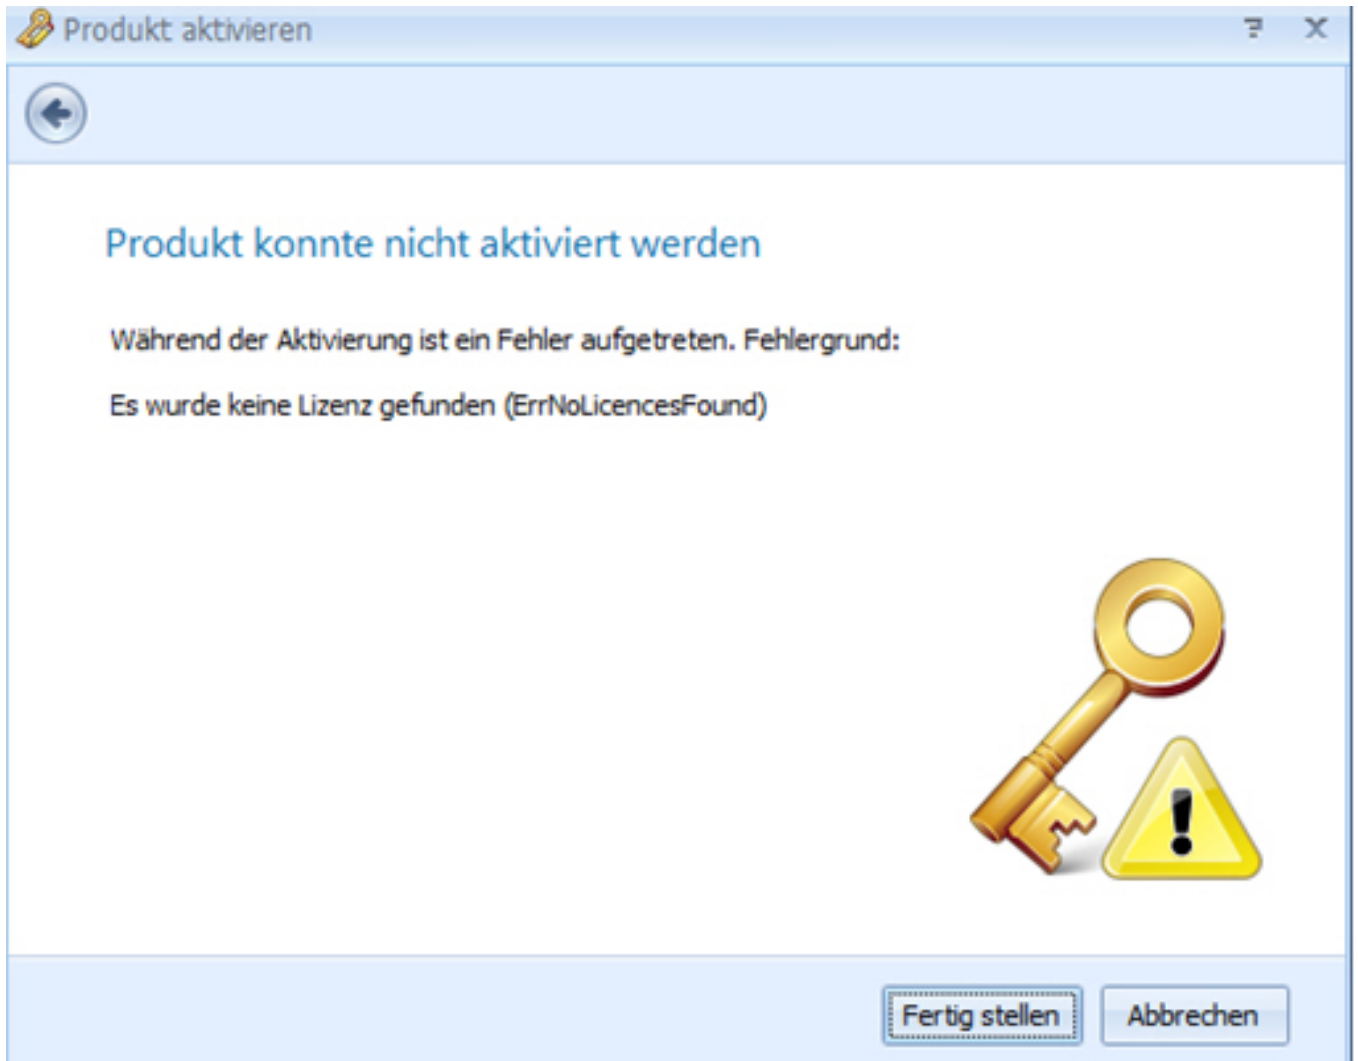 Produkt aktivieren
Produkt konnte nicht aktiviert werden
Während der Aktivierung ist ein Fehler aufgetreten. Fehlergrund:
Es wurde keine Lizenz gefunden (ErrNoLicencesFound)
Fertig stellen
Abbrechen